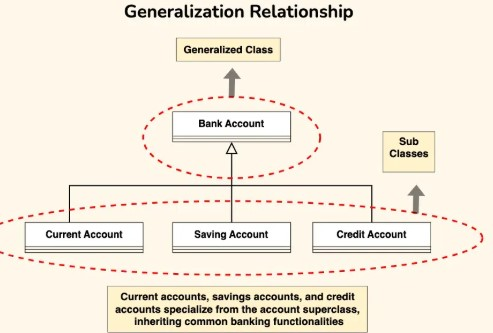 Generalization Relationship
Generalized Class
Bank Account
Sub
Classes
Current Account
Saving Account
Credit Account
Current accounts, savings accounts, and credit
accounts specialize from the account superclass,
inheriting common banking functionalities